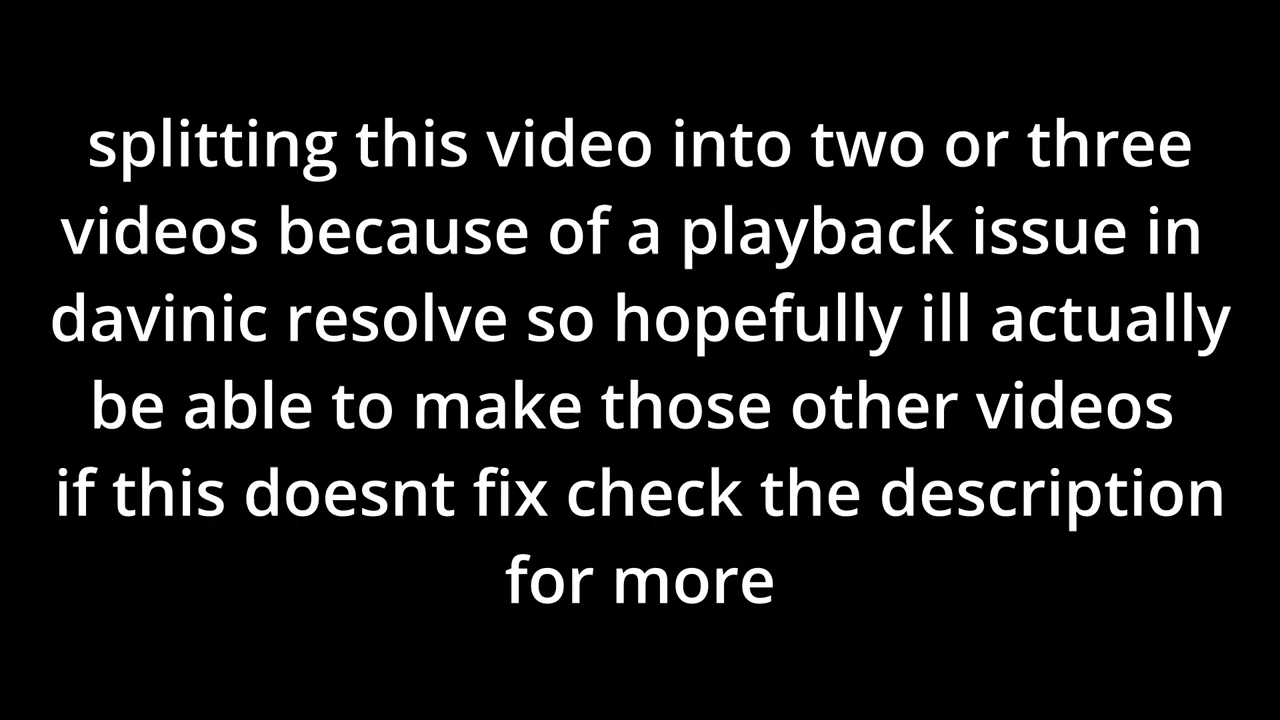 splitting this video into two or three
videos because of a playback issue in
davinic resolve so hopefully ill actually
be able to make those other videos
if this doesnt fix check the description
for more